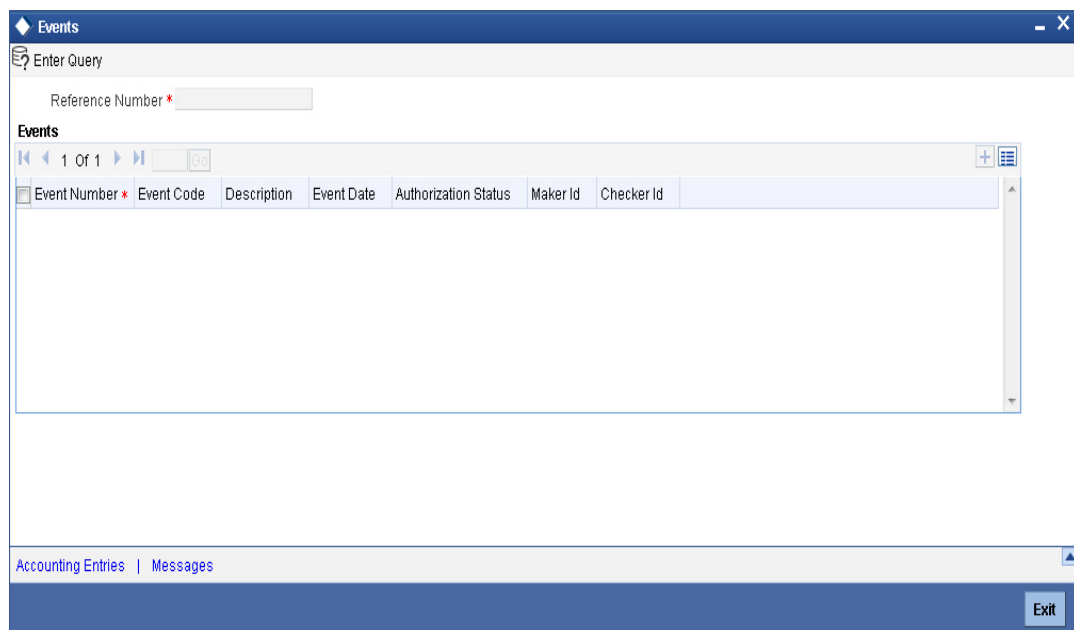 Events
Enter Query
Reference Number *
Events
1 Of 1 Go
Event Number * Event Code Description Event Date Authorization Status Maker Id Checker Id
Accounting Entries | Messages
Exit